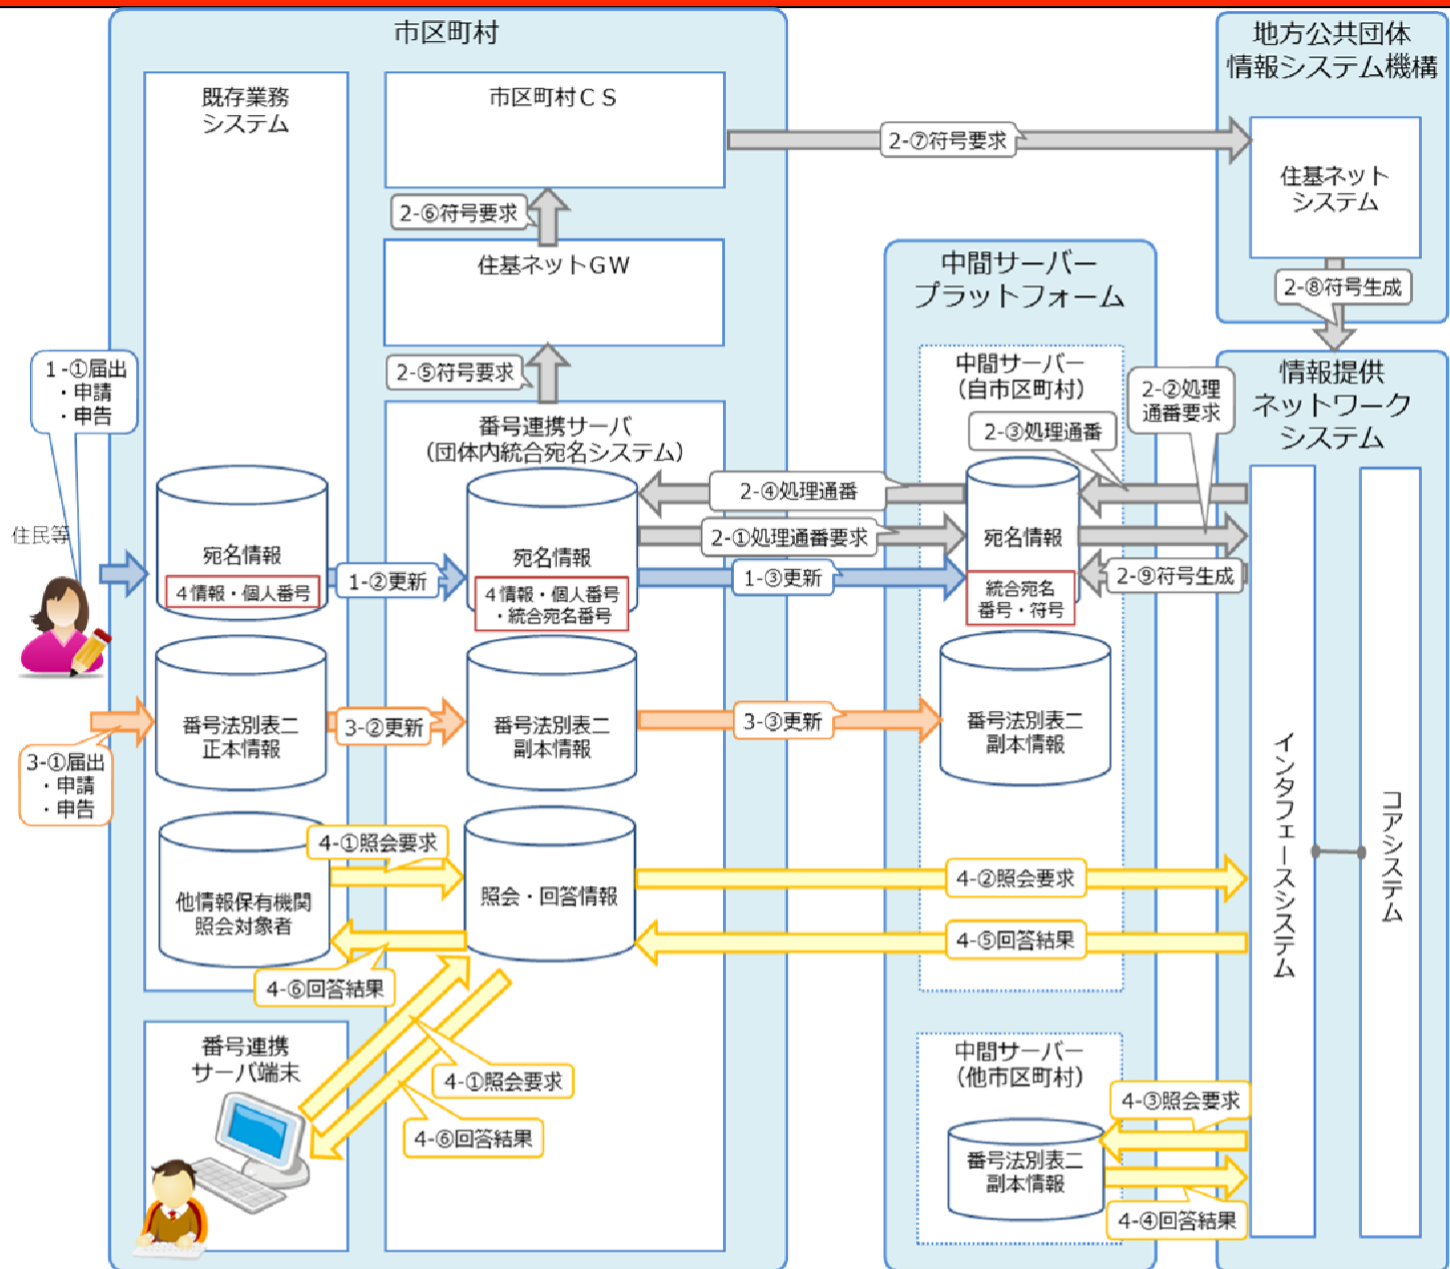 市区町村
地方公共団体
情報システム機構
既存業務
システム
市区町村ＣＳ
2-⑦符号要求
住基ネット
システム
2-⑥符号要求
住基ネットＧＷ
中間サーバー
プラットフォーム
2-⑧符号生成
1-①届出
・申請
・申告
2-⑤符号要求
中間サーバー
（自市区町村）
2-②処理
通番要求
情報提供
ネットワーク
システム
番号連携サーバ
（団体内統合宛名システム）
2-③処理通番
2-④処理通番
住民等
宛名情報
宛名情報
2-①処理通番要求
宛名情報
４情報・個人番号
1-②更新
４情報・個人番号
・統合宛名番号
1-③更新
統合宛名
番号・符号
2-⑨符号生成
番号法別表二
正本情報
3-②更新
番号法別表二
副本情報
3-③更新
番号法別表二
副本情報
3-①届出
・申請
・申告
インタフェースシステム
コアシステム
4-①照会要求
他情報保有機関
照会対象者
照会・回答情報
4-②照会要求
4-⑤回答結果
4-⑥回答結果
番号連携
サーバ端末
4-①照会要求
4-⑥回答結果
中間サーバー
（他市区町村）
4-③照会要求
番号法別表二
副本情報
4-④回答結果